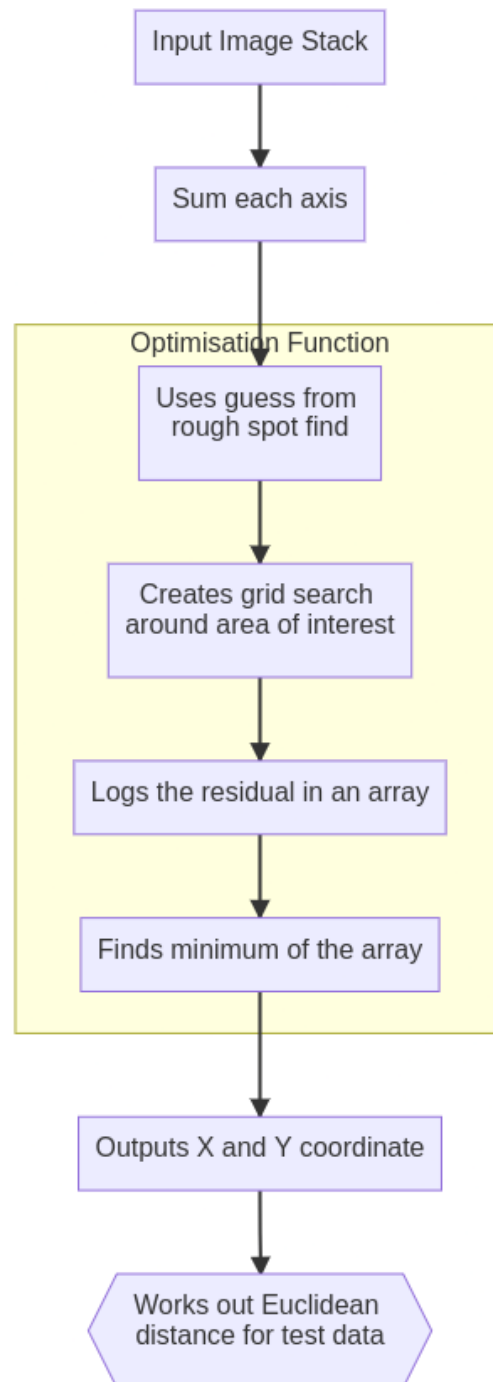 Input Image Stack
Sum each axis
Optimisation Function
Uses guess from
rough spot find
Creates grid search
around area of interest
Logs the residual in an array
Finds minimum of the array
Outputs X and Y coordinate
Works out Euclidean
distance for test data